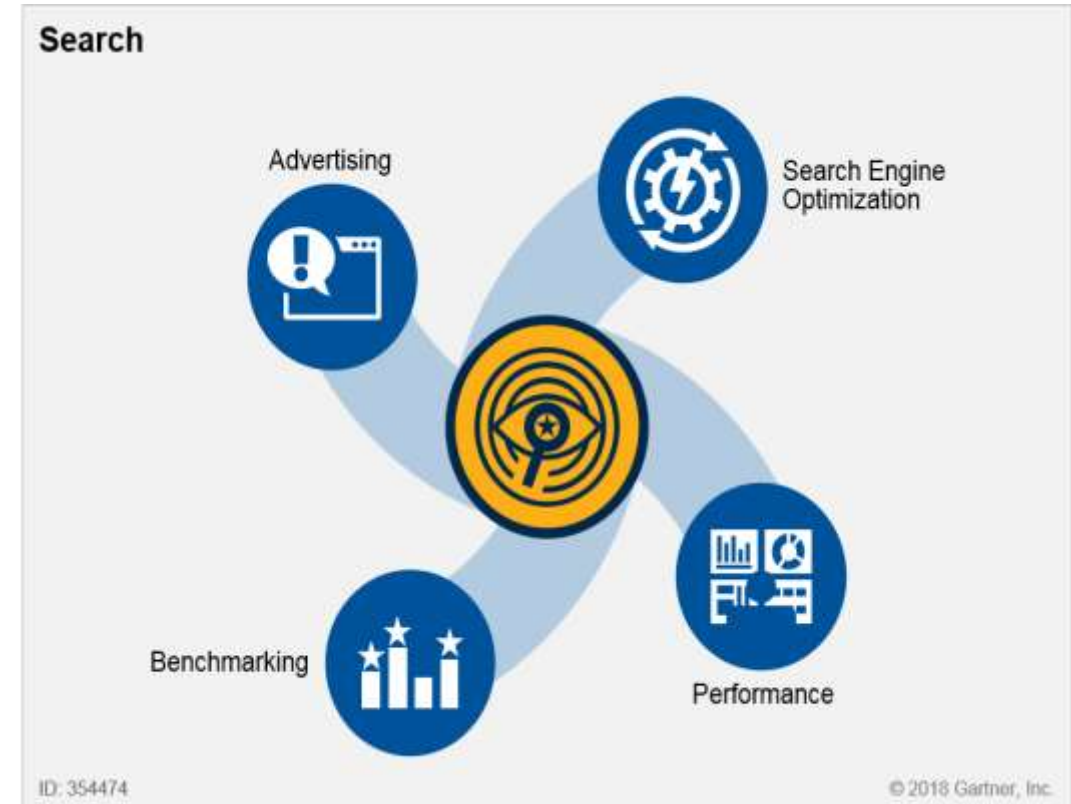 Search
Advertising
Search Engine
Optimization
Benchmarking
Performance
ID: 354474
© 2018 Gartner, Inc.